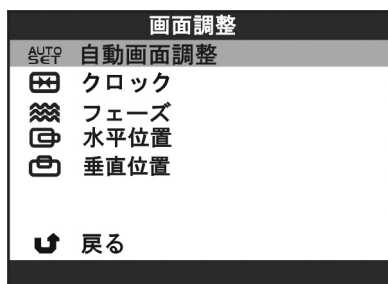 画面調整
AUTO SET 自動画面調整
クロック
フェーズ
水平位置
垂直位置
戻る